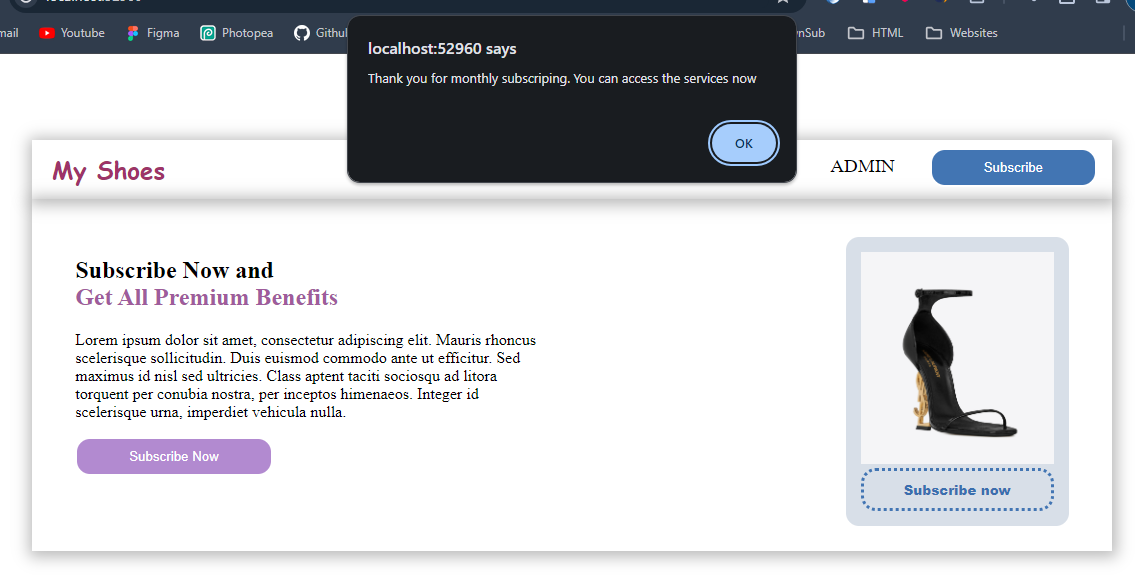 mail Youtube Figma Photopea HTML Websites
localhost:52960 says
Thank you for monthly subscriping. You can access the services now
OK
My Shoes
ADMIN
Subscribe
Subscribe Now and
Get All Premium Benefits
Lorem ipsum dolor sit amet, consectetur adipiscing elit. Mauris rhoncus
scelerisque sollicitudin. Duis euismod commodo ante ut efficitur. Sed
maximus id nisl sed ultricies. Class aptent taciti sociosqu ad litora
torquent per conubia nostra, per inceptos himenaeos. Integer id
scelerisque urna, imperdiet vehicula nulla.
Subscribe Now
Subscribe now